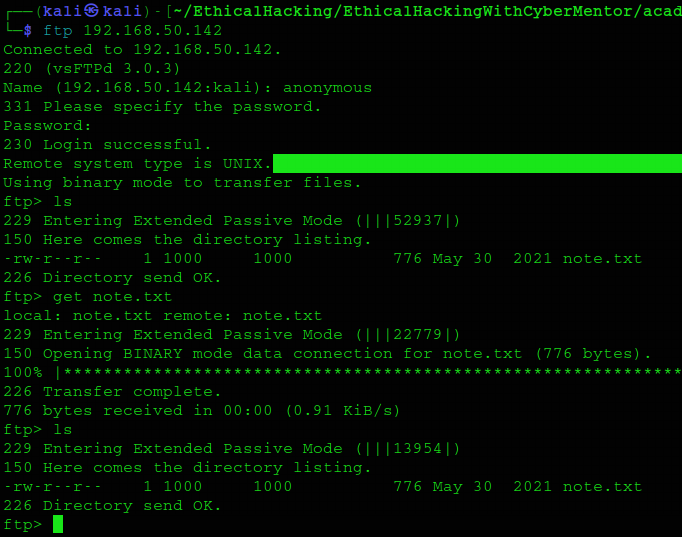 ┌──(kali㉿kali)-[~/EthicalHacking/EthicalHackingWithCyberMentor/acad
└─$ ftp 192.168.50.142
Connected to 192.168.50.142.
220 (vsFTPd 3.0.3)
Name (192.168.50.142:kali): anonymous
331 Please specify the password.
Password:
230 Login successful.
Remote system type is UNIX.
Using binary mode to transfer files.
ftp> ls
229 Entering Extended Passive Mode (|||52937|)
150 Here comes the directory listing.
-rw-r--r--    1 1000     1000          776 May 30  2021 note.txt
226 Directory send OK.
ftp> get note.txt
local: note.txt remote: note.txt
229 Entering Extended Passive Mode (|||22779|)
150 Opening BINARY mode data connection for note.txt (776 bytes).
100% |**************************************************************
226 Transfer complete.
776 bytes received in 00:00 (0.91 KiB/s)
ftp> ls
229 Entering Extended Passive Mode (|||13954|)
150 Here comes the directory listing.
-rw-r--r--    1 1000     1000          776 May 30  2021 note.txt
226 Directory send OK.
ftp>